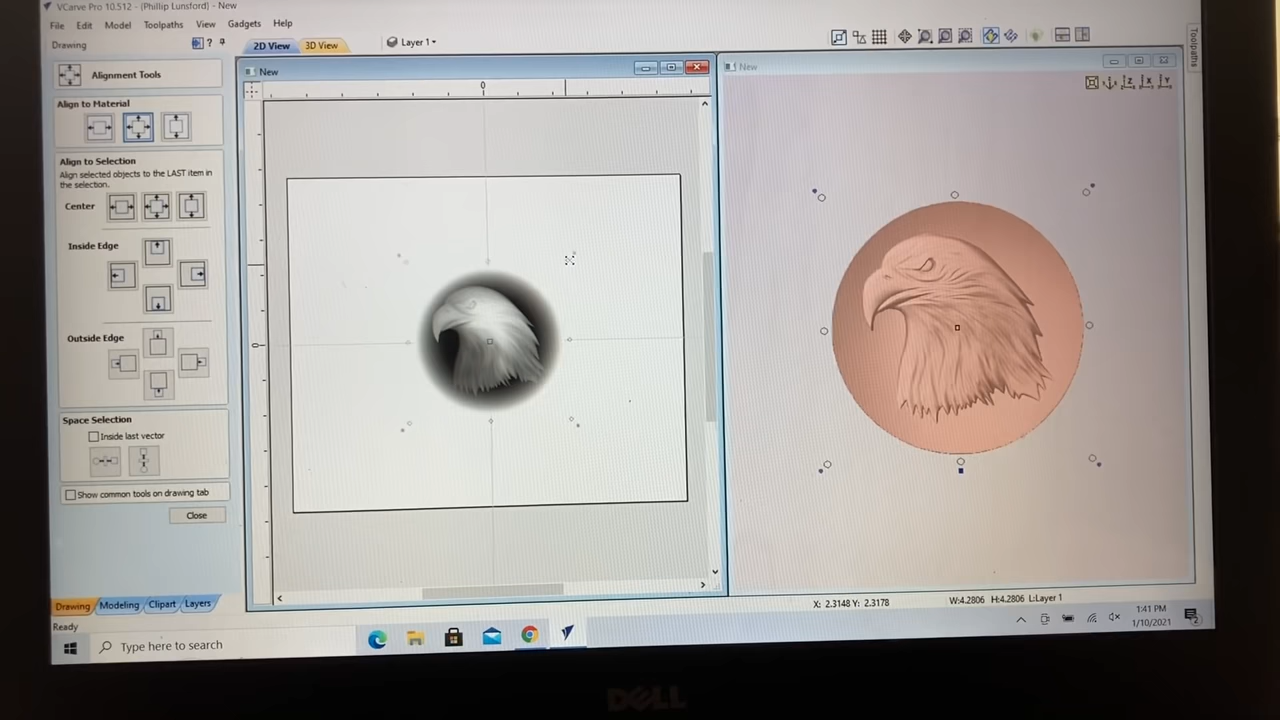 VCarve Pro 10.512 - (Phillip Lunsford) - New
File Edit Model Toolpaths View Gadgets Help
Drawing
2D View 3D View
Layer 1
Toolpaths
New
New
0
0
Alignment Tools
Align to Material
Align to Selection
Align selected objects to the LAST item in
the selection.
Center
Inside Edge
Outside Edge
Space Selection
Inside last vector
Show common tools on drawing tab
Close
Drawing Modeling Clipart Layers
Ready
X: 2.3148 Y: 2.3178
W:4.2806 H:4.2806 L:Layer 1
Type here to search
1:41 PM
1/10/2021
2
DELL